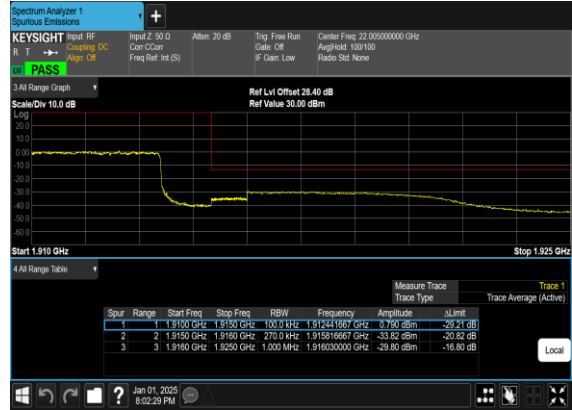 Spectrum Analyzer 1
Spurious Emissions
KEYSIGHT Input: RF Input Z: 50 Ω Atten: 20 dB Trig: Free Run Center Freq: 22.005000000 GHz
R T Coupling: DC Corr CCorr Gate: Off Avg|Hold: 100/100
Align: Off Freq Ref: Int (S) IF Gain: Low Radio Std: None
PASS
3 All Range Graph
Ref Lvl Offset 28.40 dB
Scale/Div 10.0 dB Ref Value 30.00 dBm
Log
20.0
10.0
0.00
-10.0
-20.0
-30.0
-40.0
-50.0
-60.0
Start 1.910 GHz Stop 1.925 GHz
4 All Range Table
Measure Trace Trace 1
Trace Type Trace Average (Active)
Spur Range Start Freq Stop Freq RBW Frequency Amplitude ΔLimit
1 1 1.9100 GHz 1.9150 GHz 100.0 kHz 1.912441667 GHz 0.790 dBm -29.21 dB
2 2 1.9150 GHz 1.9160 GHz 270.0 kHz 1.915816667 GHz -33.82 dBm -20.82 dB
3 3 1.9160 GHz 1.9250 GHz 1.000 MHz 1.916030000 GHz -29.80 dBm -16.80 dB
Local
? Jan 01, 2025
8:02:29 PM